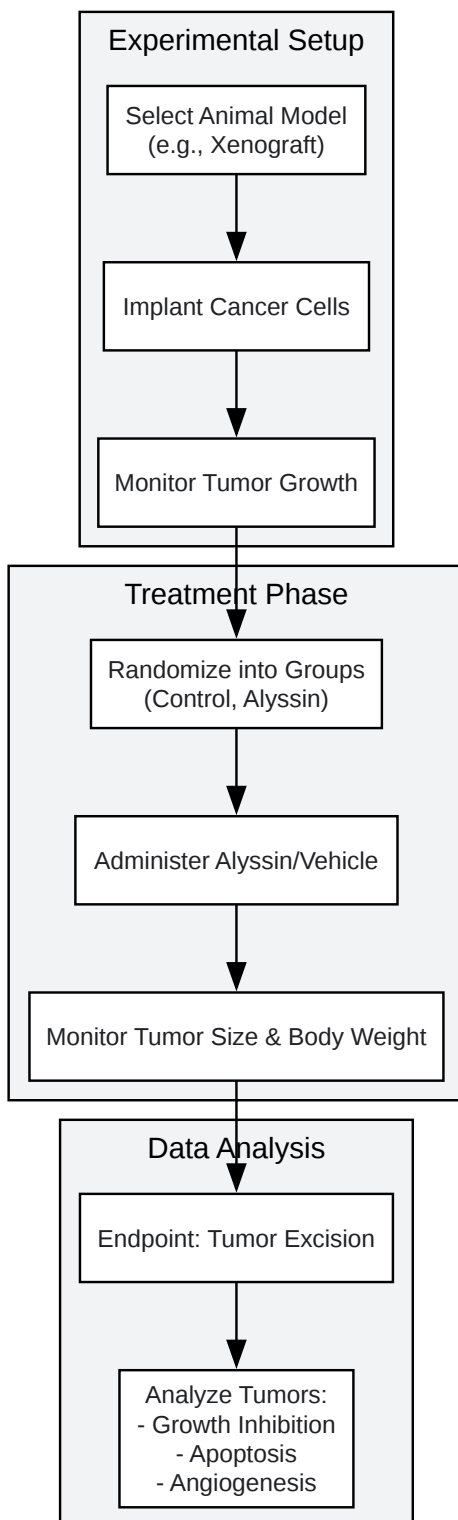 Experimental Setup
Select Animal Model
(e.g., Xenograft)
Implant Cancer Cells
Monitor Tumor Growth
Treatment Phase
Randomize into Groups
(Control, Alyssin)
Administer Alyssin/Vehicle
Monitor Tumor Size & Body Weight
Data Analysis
Endpoint: Tumor Excision
Analyze Tumors:
- Growth Inhibition
- Apoptosis
- Angiogenesis